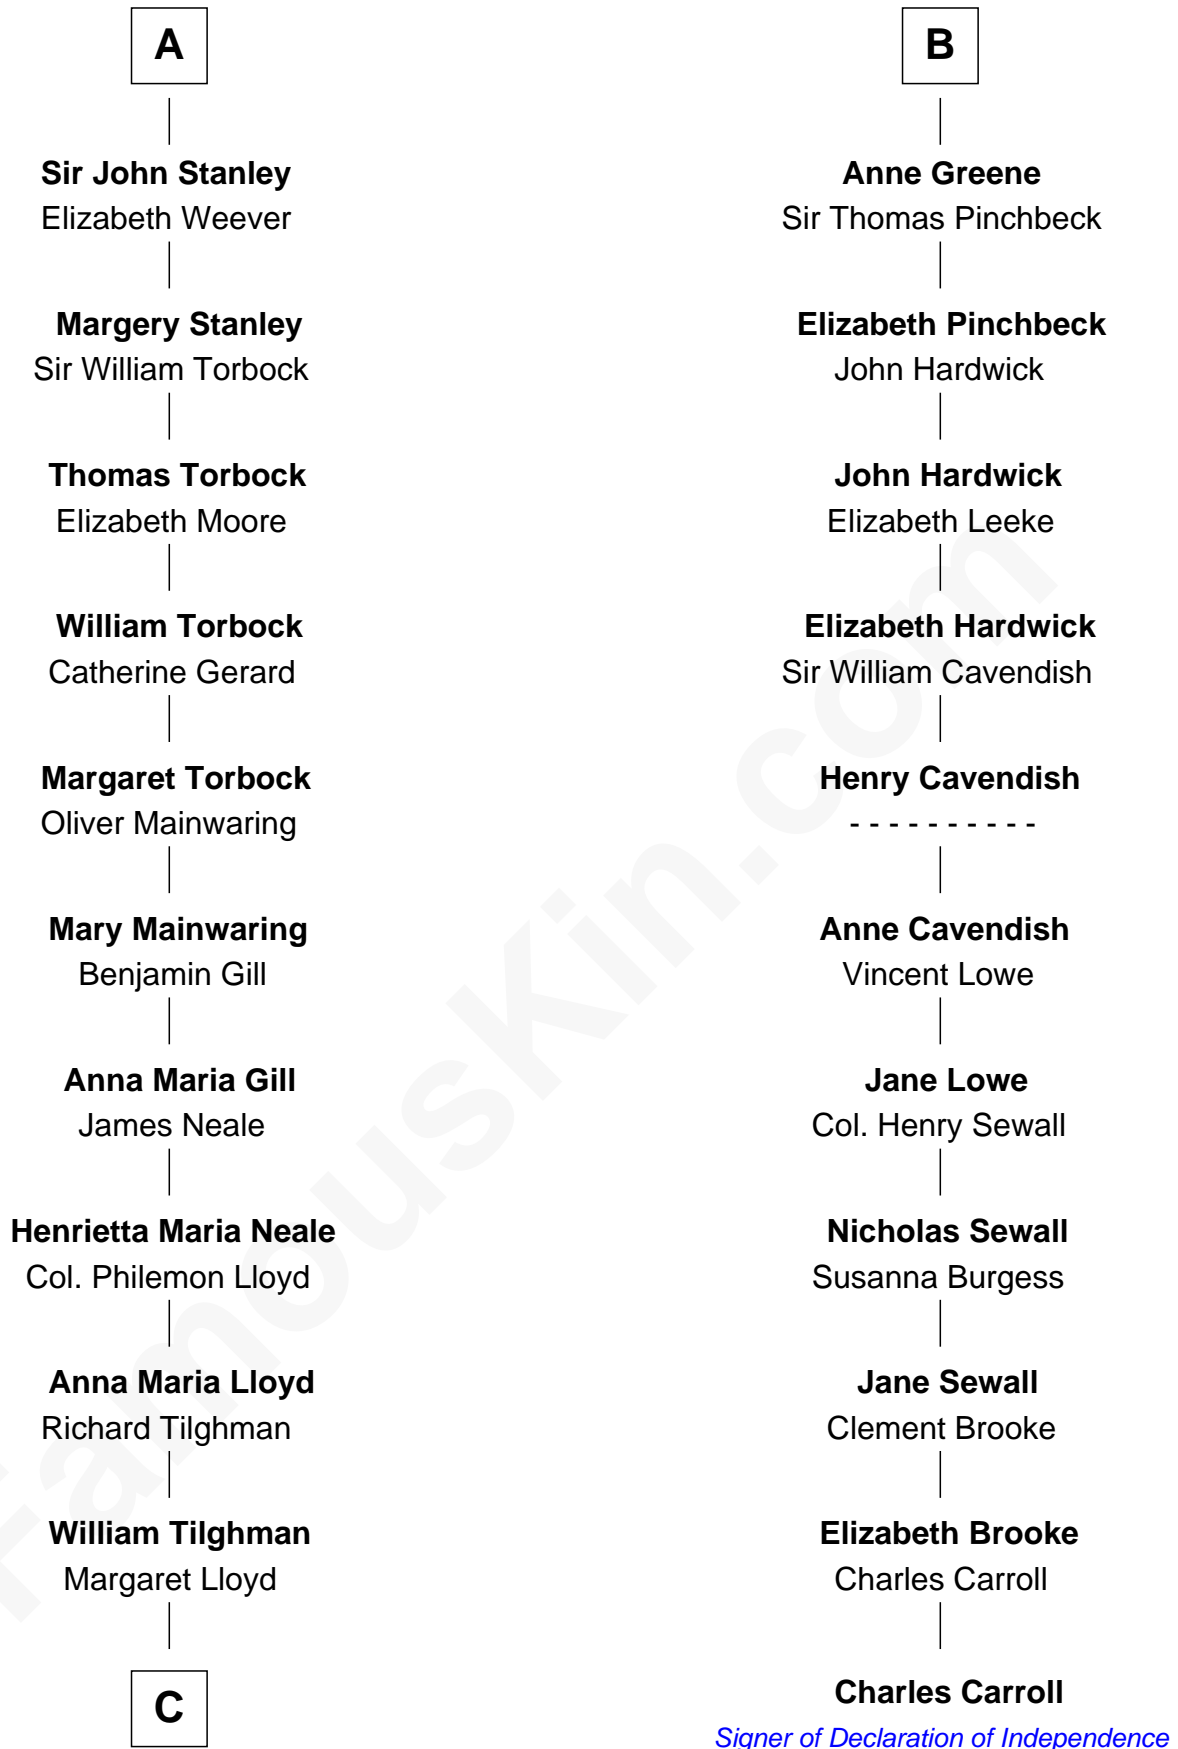 A
Sir John Stanley
Elizabeth Weever
Margery Stanley
Sir William Torbock
Thomas Torbock
Elizabeth Moore
William Torbock
Catherine Gerard
Margaret Torbock
Oliver Mainwaring
Mary Mainwaring
Benjamin Gill
Anna Maria Gill
James Neale
Henrietta Maria Neale
Col. Philemon Lloyd
Anna Maria Lloyd
Richard Tilghman
William Tilghman
Margaret Lloyd
C
B
Anne Greene
Sir Thomas Pinchbeck
Elizabeth Pinchbeck
John Hardwick
John Hardwick
Elizabeth Leeke
Elizabeth Hardwick
Sir William Cavendish
Henry Cavendish
- - - - - - - - - -
Anne Cavendish
Vincent Lowe
Jane Lowe
Col. Henry Sewall
Nicholas Sewall
Susanna Burgess
Jane Sewall
Clement Brooke
Elizabeth Brooke
Charles Carroll
Charles Carroll
Signer of Declaration of Independence
FamousKin.com